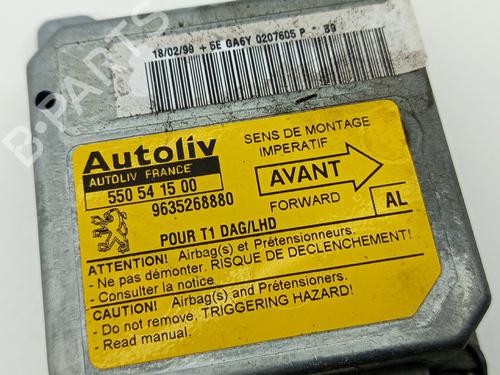 18/02/99 + 5E GA6Y 0207605 P - 59
B-PARTS
Autoliv
AUTOLIV FRANCE
550 54 15 00
9635268880
SENS DE MONTAGE
IMPERATIF
AVANT
FORWARD
AL
POUR T1 DAG/LHD
ATTENTION! Airbag(s) et Prétensionneurs.
- Ne pas démonter. RISQUE DE DECLENCHEMENT!
- Consulter la notice.
CAUTION! Airbag(s) and Prétensioners.
- Do not remove, TRIGGERING HAZARD!
- Read manual.